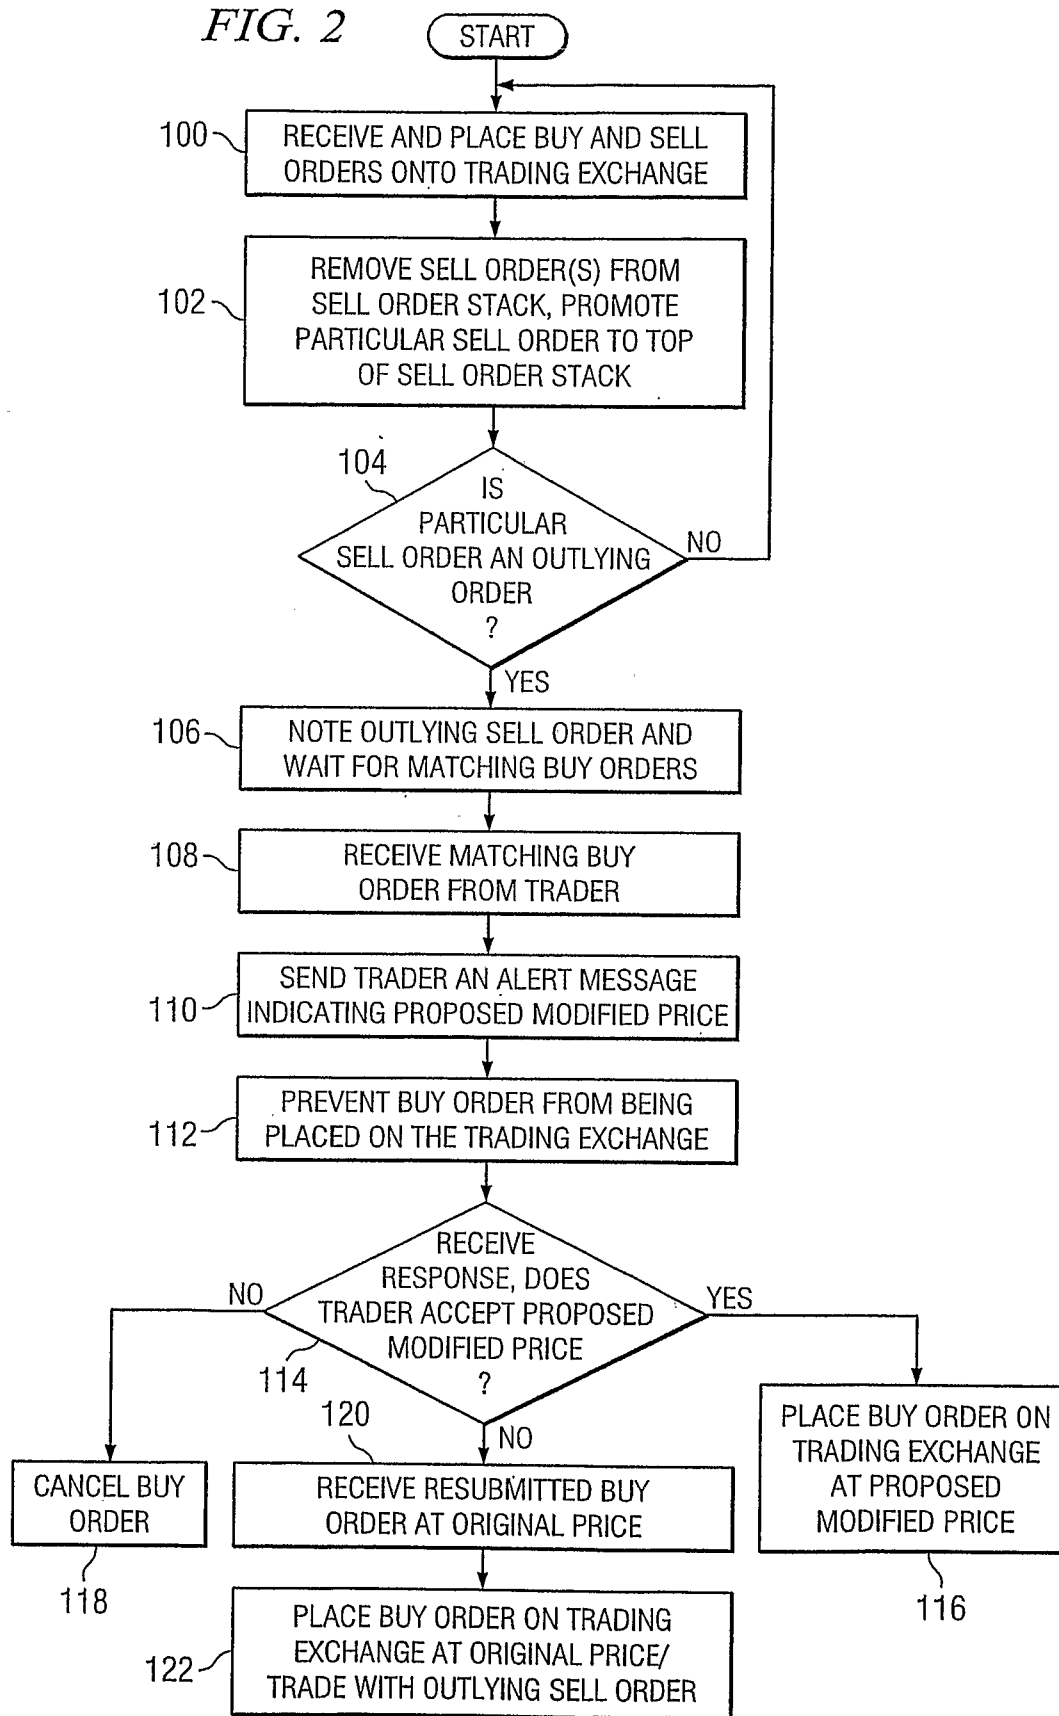 FIG. 2
START
100
RECEIVE AND PLACE BUY AND SELL
ORDERS ONTO TRADING EXCHANGE
102
REMOVE SELL ORDER(S) FROM
SELL ORDER STACK, PROMOTE
PARTICULAR SELL ORDER TO TOP
OF SELL ORDER STACK
104
IS
PARTICULAR
SELL ORDER AN OUTLYING
ORDER
?
NO
YES
106
NOTE OUTLYING SELL ORDER AND
WAIT FOR MATCHING BUY ORDERS
108
RECEIVE MATCHING BUY
ORDER FROM TRADER
110
SEND TRADER AN ALERT MESSAGE
INDICATING PROPOSED MODIFIED PRICE
112
PREVENT BUY ORDER FROM BEING
PLACED ON THE TRADING EXCHANGE
RECEIVE
RESPONSE, DOES
TRADER ACCEPT PROPOSED
MODIFIED PRICE
?
NO
YES
114
NO
118
CANCEL BUY
ORDER
120
RECEIVE RESUBMITTED BUY
ORDER AT ORIGINAL PRICE
PLACE BUY ORDER ON
TRADING EXCHANGE
AT PROPOSED
MODIFIED PRICE
116
122
PLACE BUY ORDER ON TRADING
EXCHANGE AT ORIGINAL PRICE/
TRADE WITH OUTLYING SELL ORDER